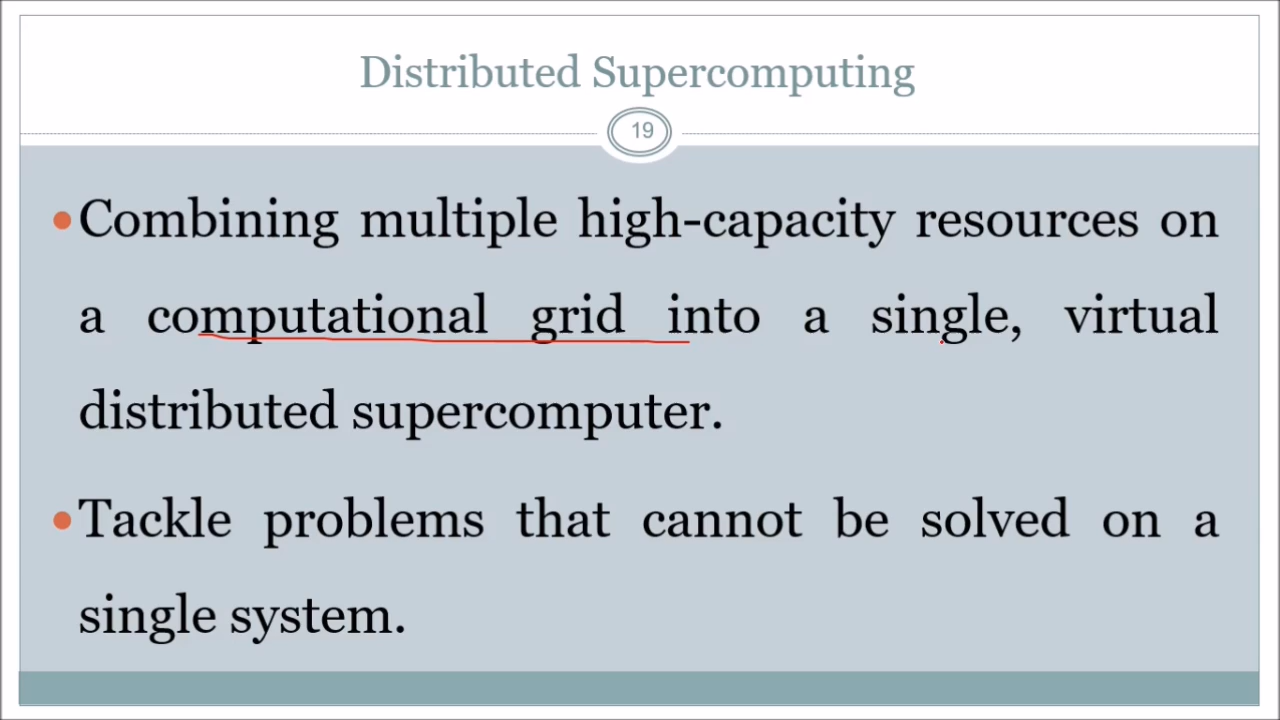 Distributed Supercomputing
19
•Combining multiple high-capacity resources on
a computational grid into a single, virtual
distributed supercomputer.
•Tackle problems that cannot be solved on a
single system.